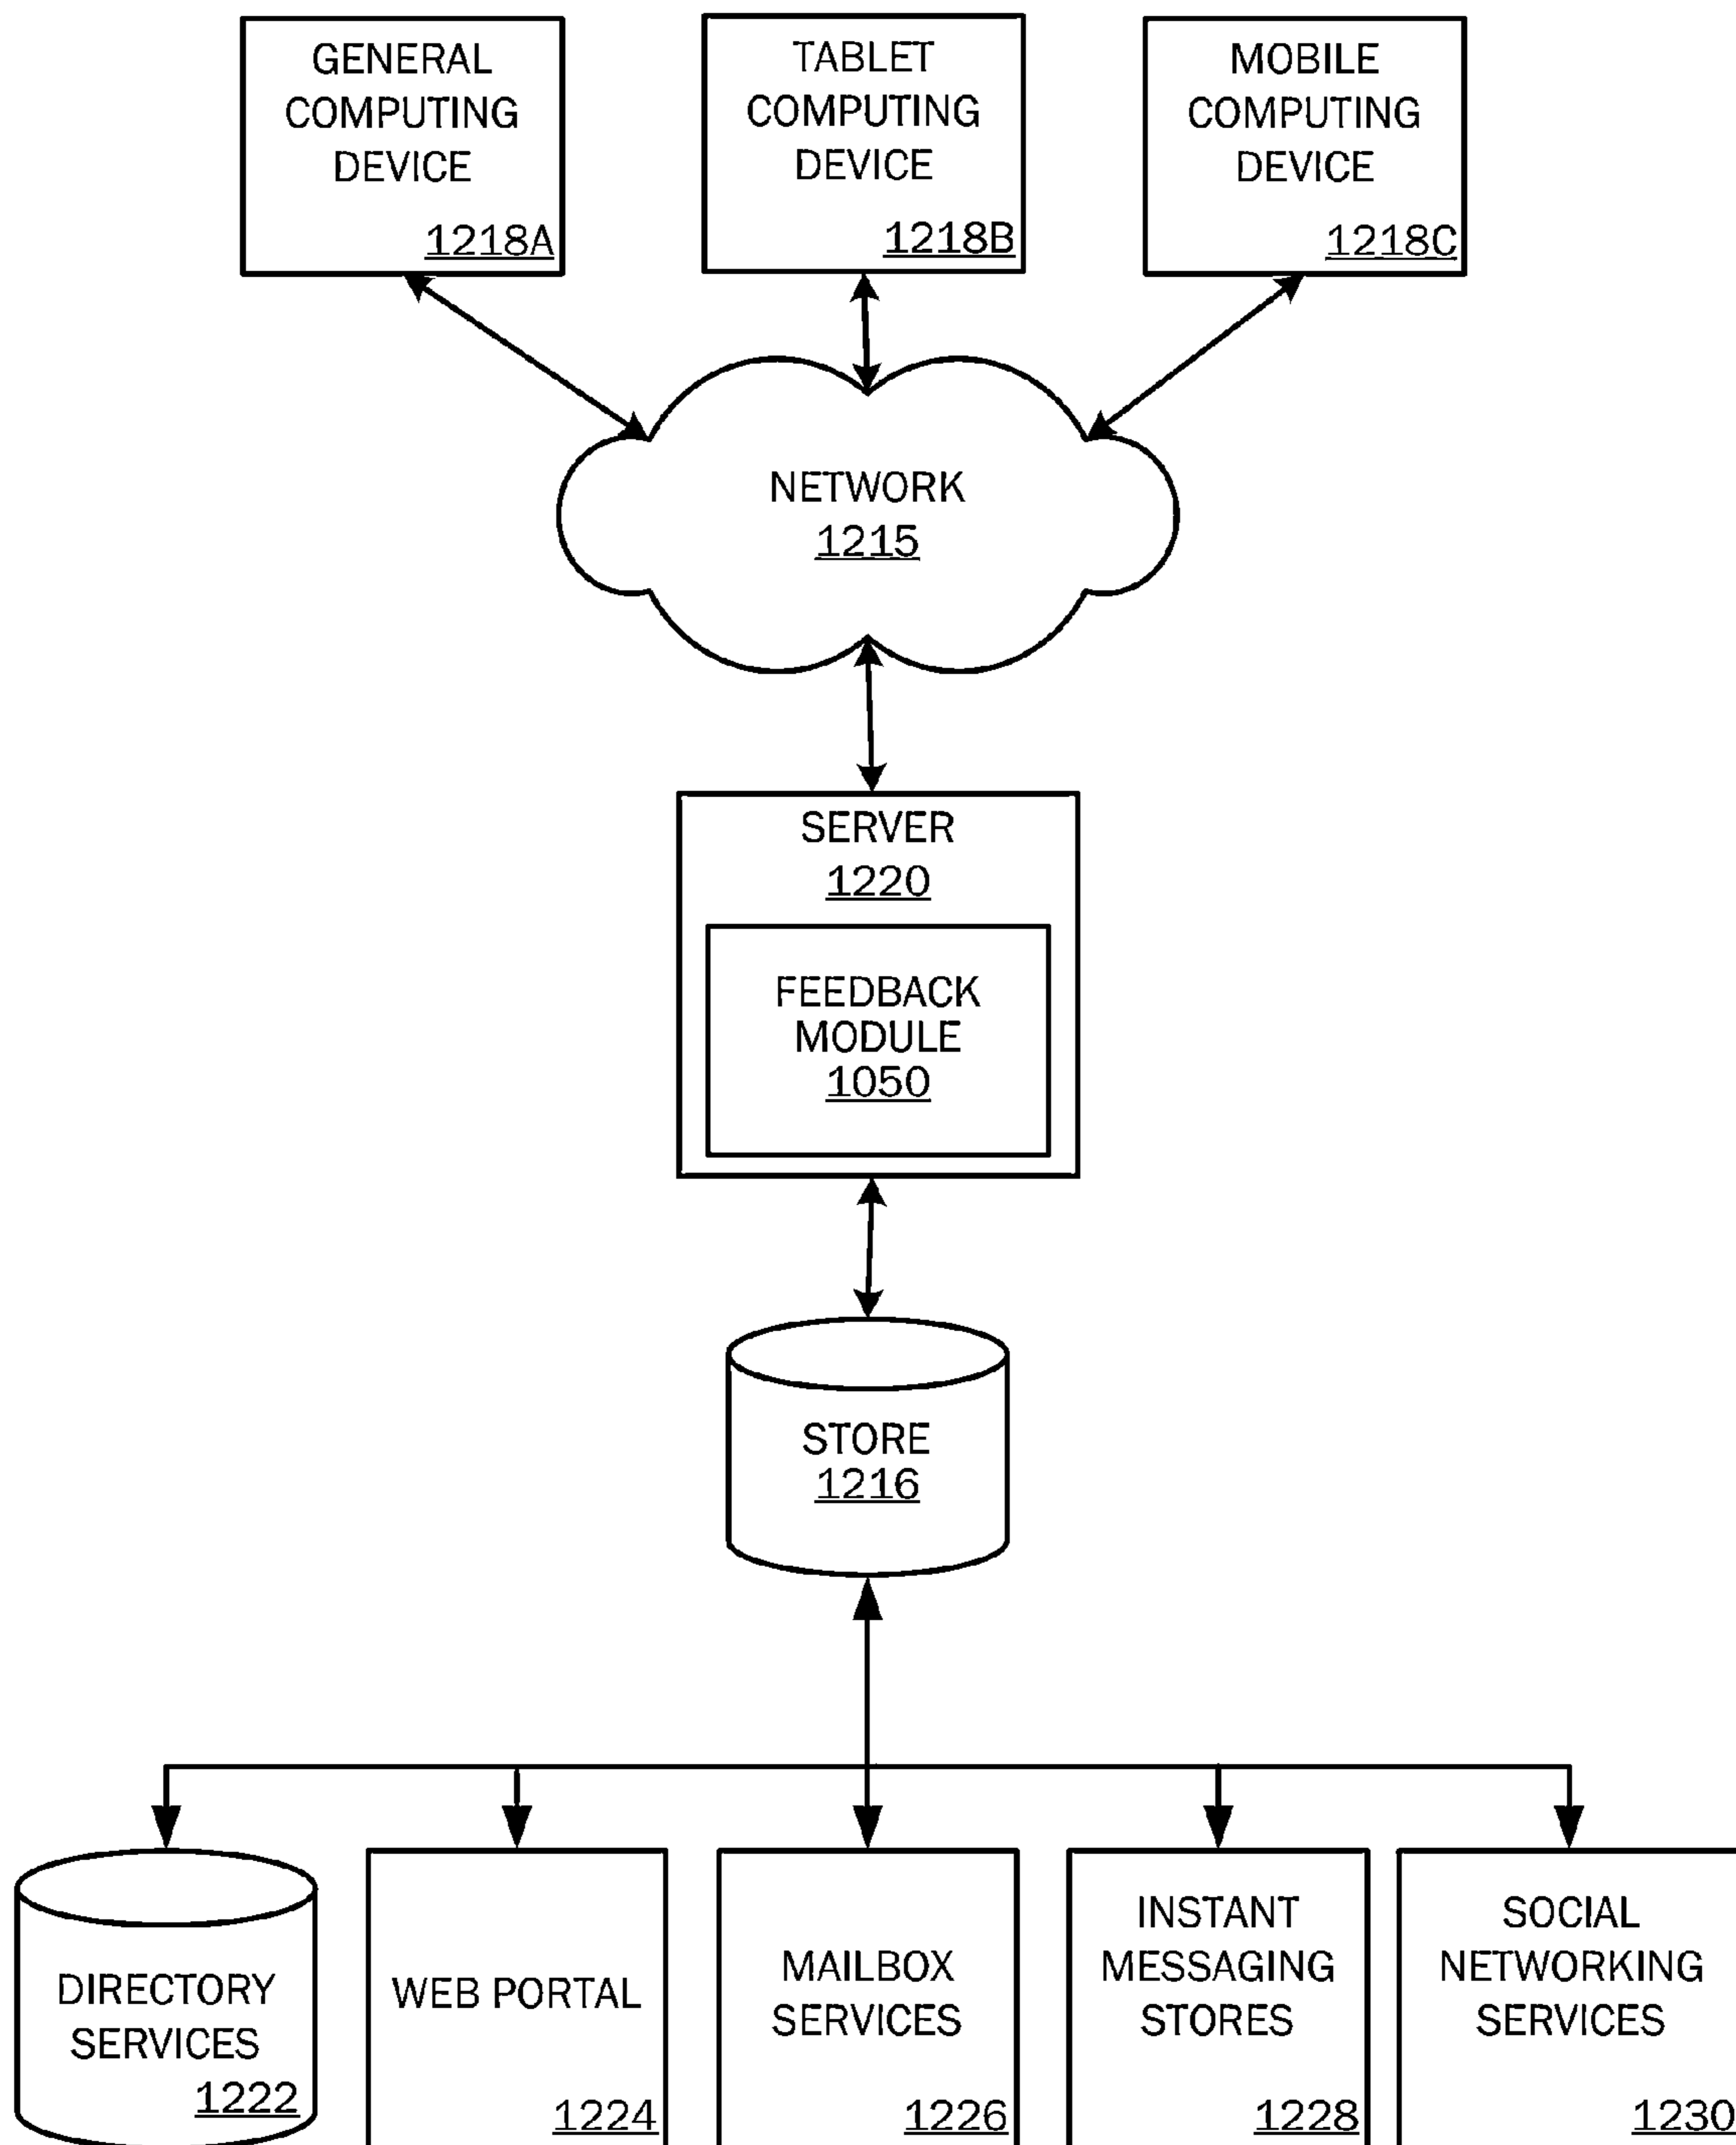 GENERAL
COMPUTING
DEVICE
1218A
TABLET
COMPUTING
DEVICE
1218B
MOBILE
COMPUTING
DEVICE
1218C
NETWORK
1215
SERVER
1220
FEEDBACK
MODULE
1050
STORE
1216
DIRECTORY
SERVICES
1222
WEB PORTAL
1224
MAILBOX
SERVICES
1226
INSTANT
MESSAGING
STORES
1228
SOCIAL
NETWORKING
SERVICES
1230